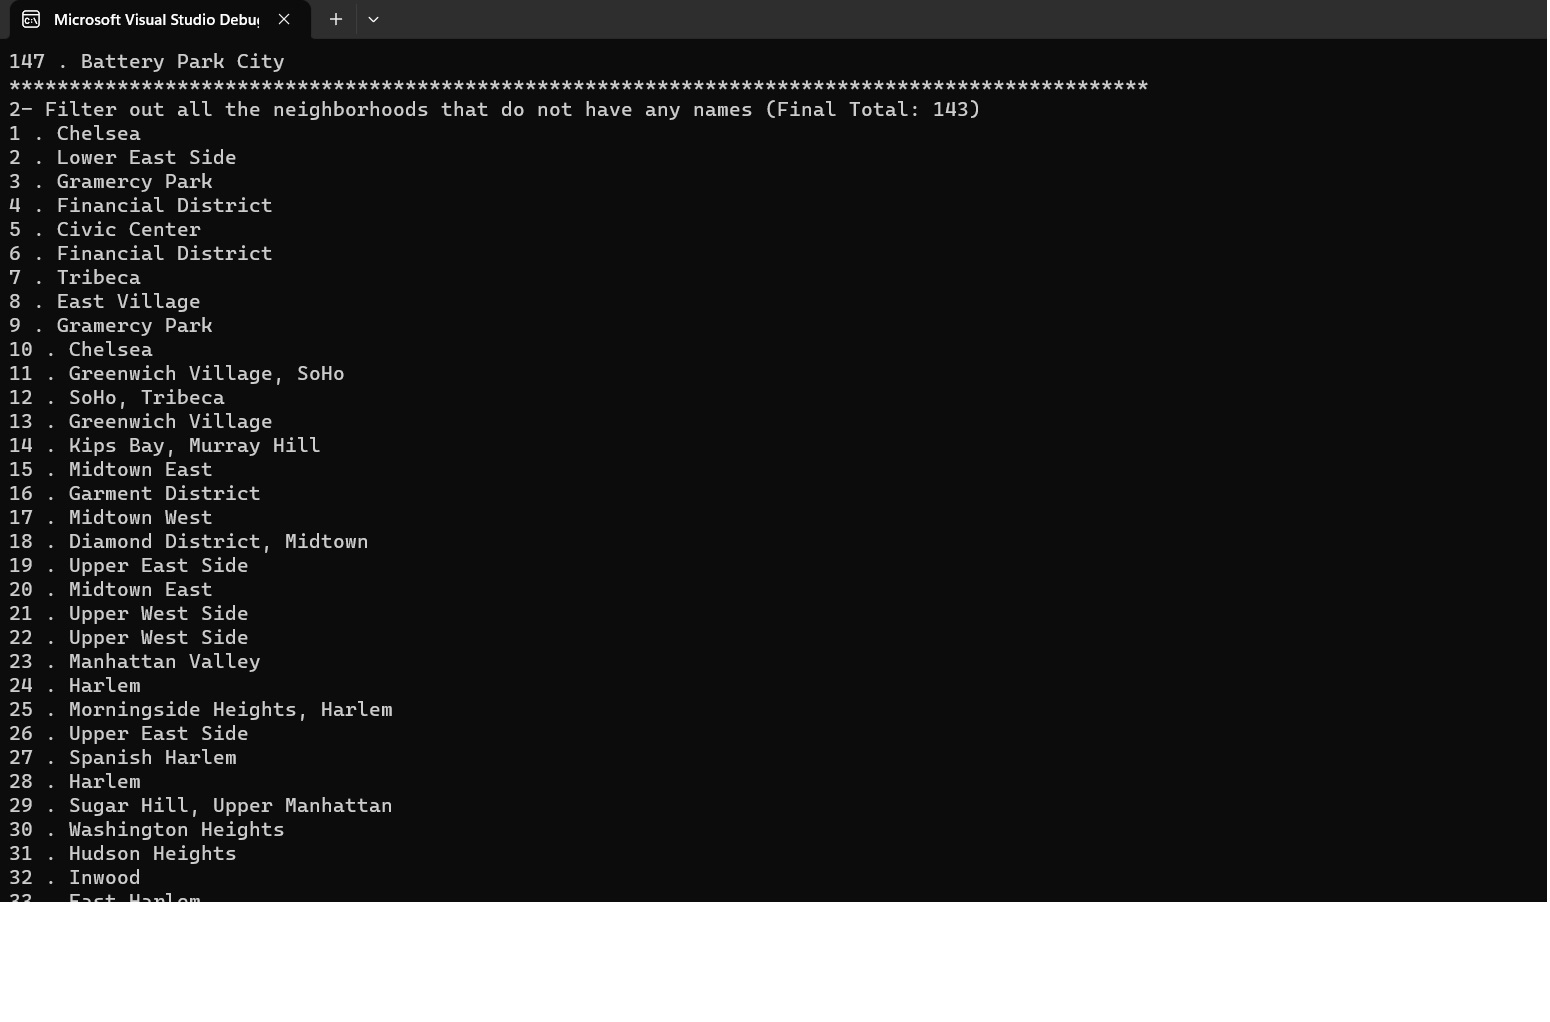 Microsoft Visual Studio Debug
147 . Battery Park City
***********************************************************************************************
2- Filter out all the neighborhoods that do not have any names (Final Total: 143)
1 . Chelsea
2 . Lower East Side
3 . Gramercy Park
4 . Financial District
5 . Civic Center
6 . Financial District
7 . Tribeca
8 . East Village
9 . Gramercy Park
10 . Chelsea
11 . Greenwich Village, SoHo
12 . SoHo, Tribeca
13 . Greenwich Village
14 . Kips Bay, Murray Hill
15 . Midtown East
16 . Garment District
17 . Midtown West
18 . Diamond District, Midtown
19 . Upper East Side
20 . Midtown East
21 . Upper West Side
22 . Upper West Side
23 . Manhattan Valley
24 . Harlem
25 . Morningside Heights, Harlem
26 . Upper East Side
27 . Spanish Harlem
28 . Harlem
29 . Sugar Hill, Upper Manhattan
30 . Washington Heights
31 . Hudson Heights
32 . Inwood
33 . East Harlem